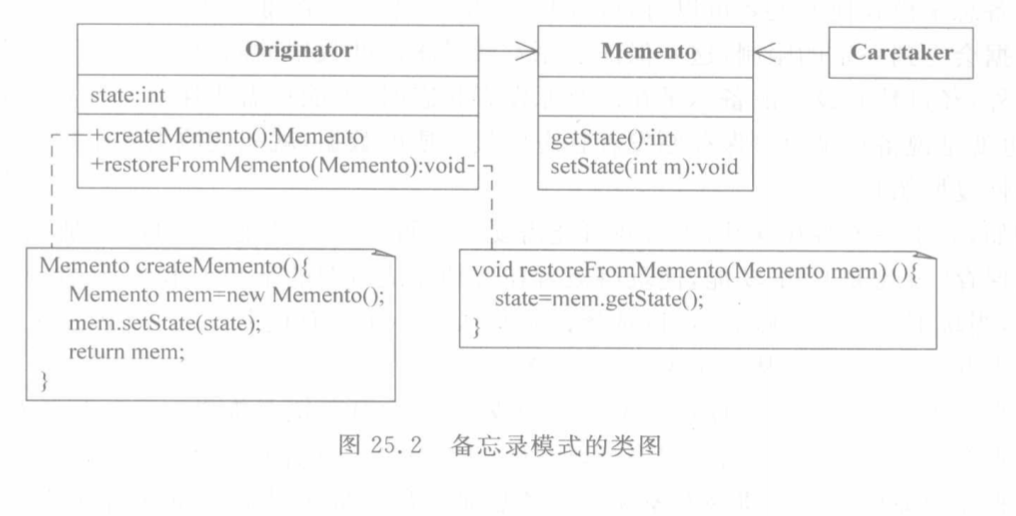 Originator
Memento
Caretaker
state:int
+createMemento():Memento
+restoreFromMemento(Memento):void
getState():int
setState(int m):void
Memento createMemento(){
Memento mem=new Memento();
mem.setState(state);
return mem;
}
void restoreFromMemento(Memento mem) (){
state=mem.getState();
}
图 25.2 备忘录模式的类图